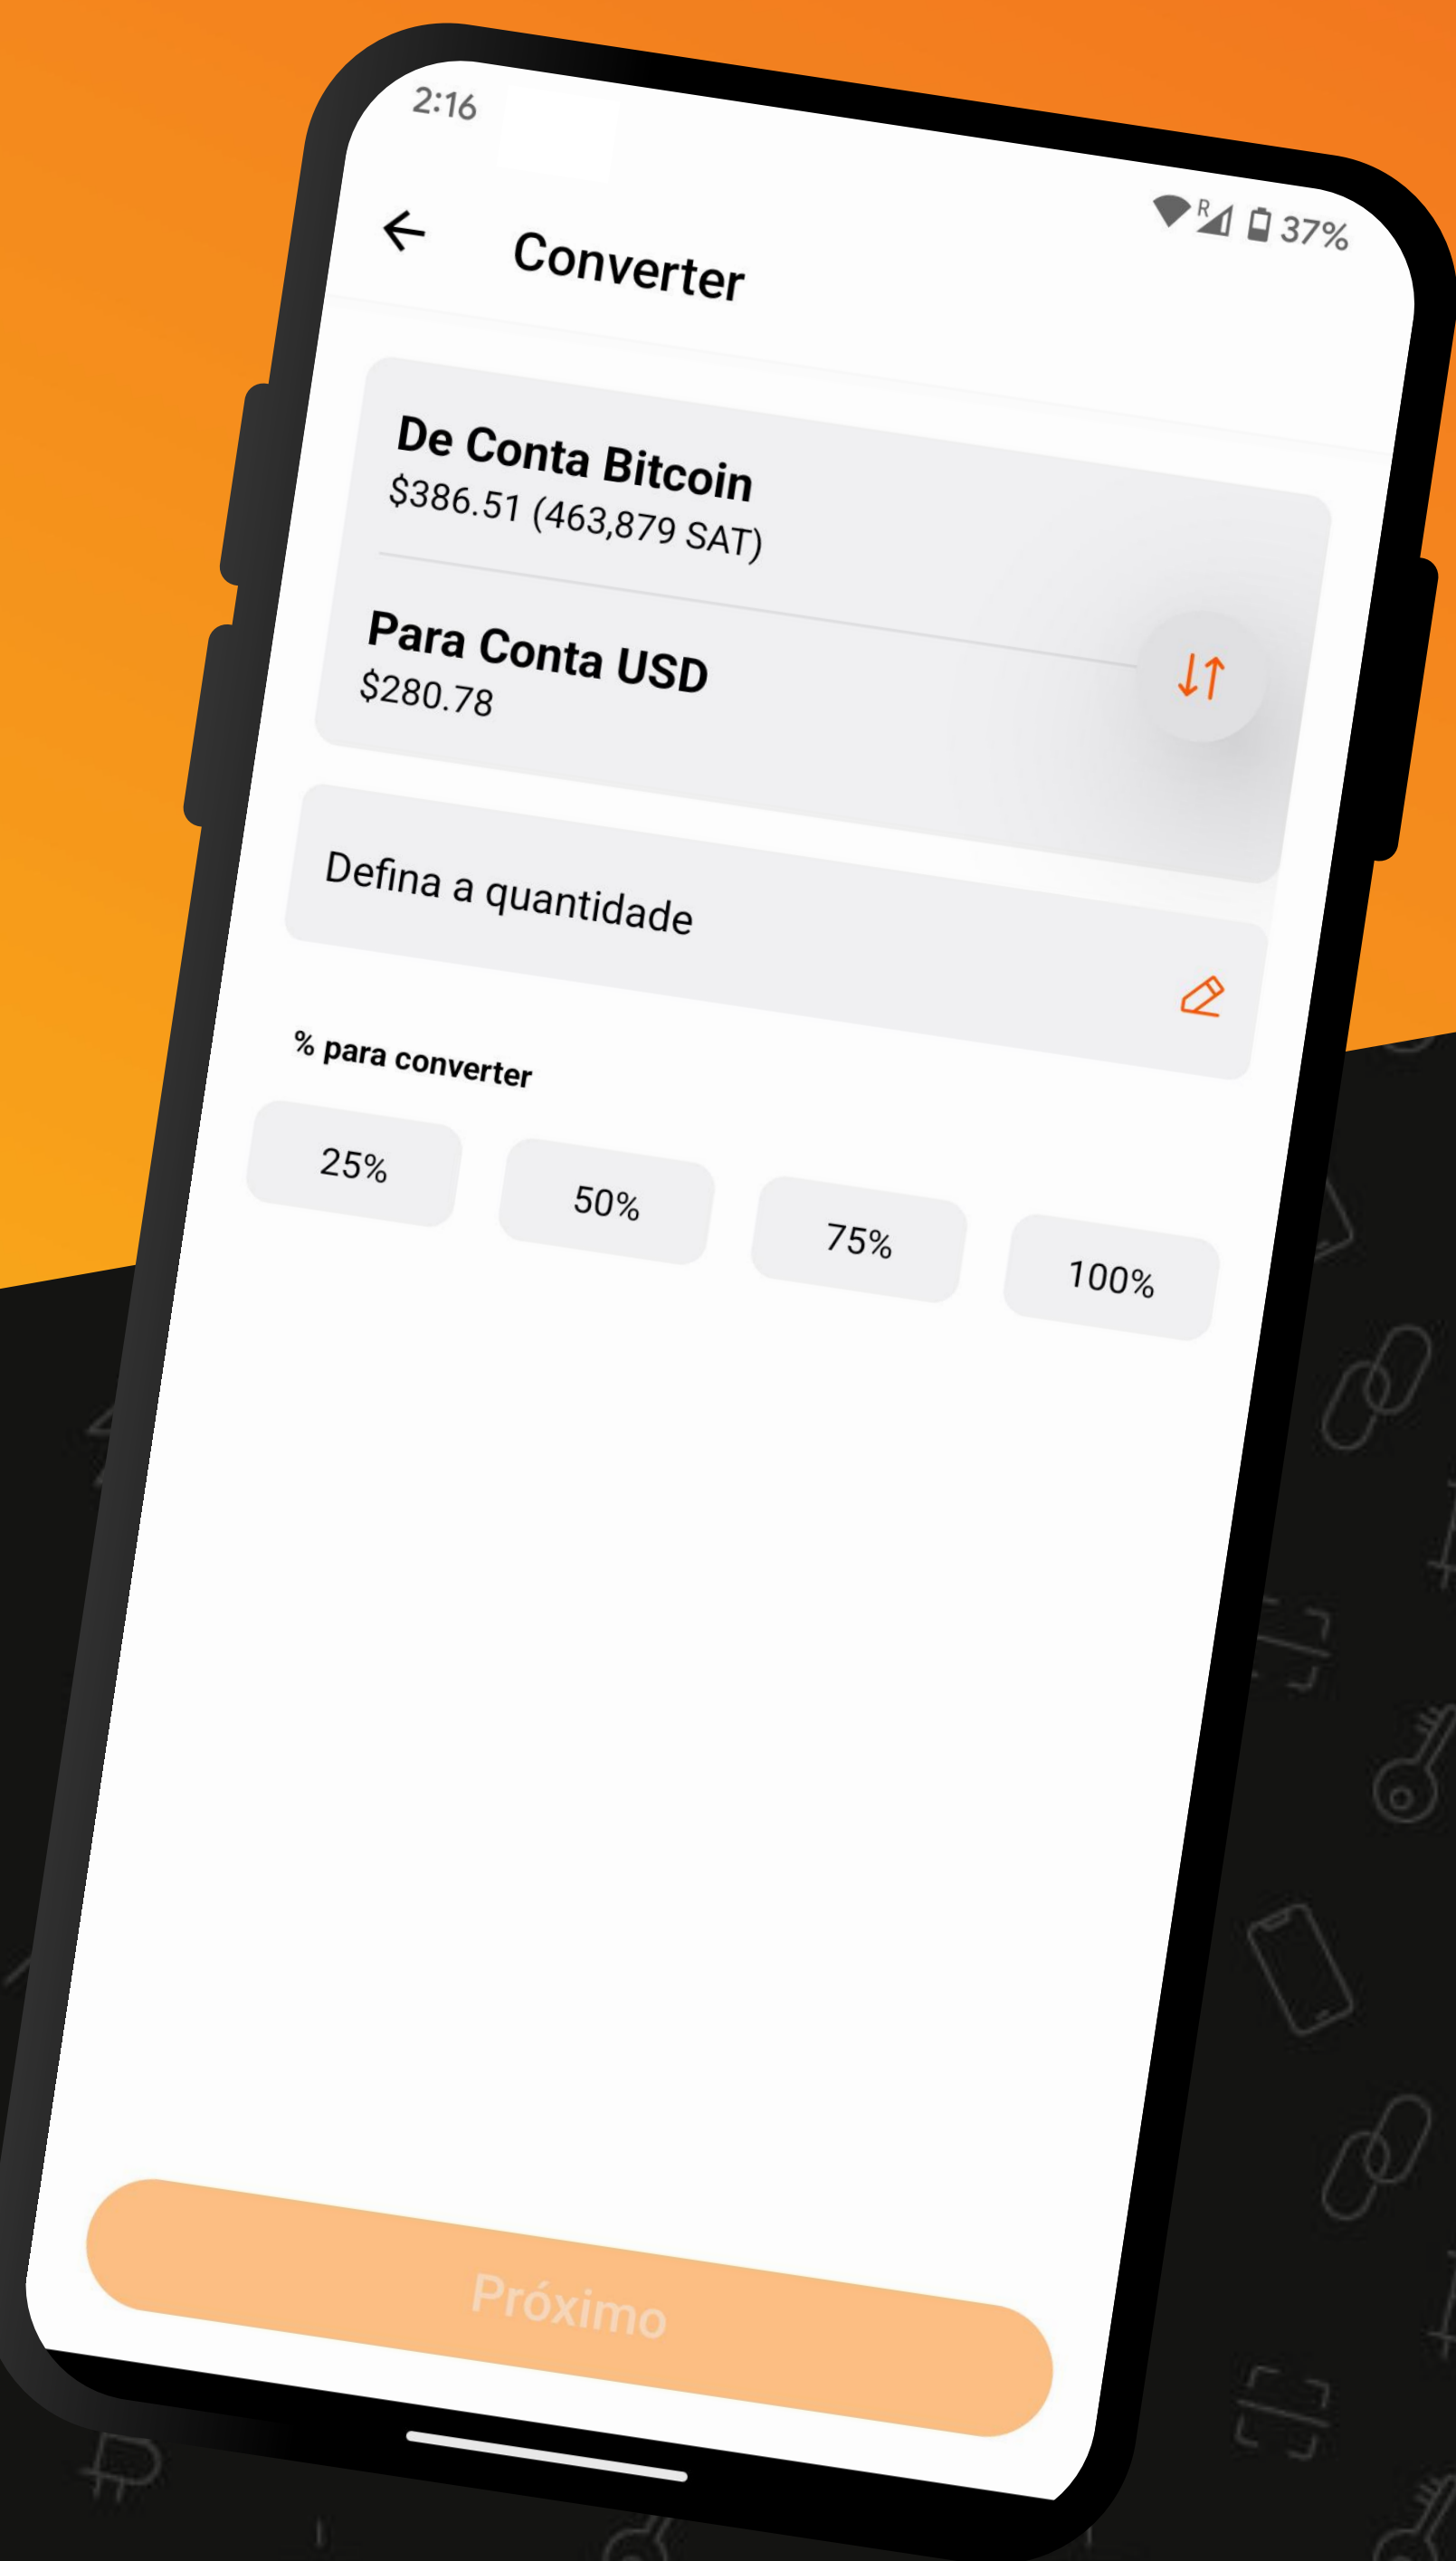 2:16
R
37%
Converter
De Conta Bitcoin
$386.51 (463,879 SAT)
Para Conta USD
$280.78
Defina a quantidade
% para converter
25%
50%
75%
100%
Próximo